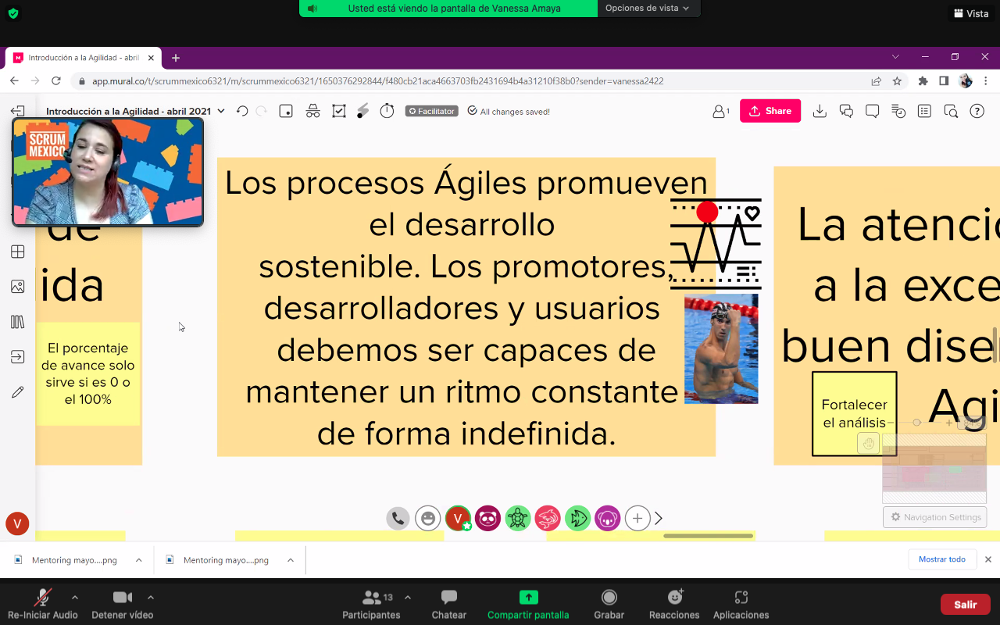 Usted está viendo la pantalla de Vanessa Amaya
Opciones de vista
Vista
Introducción a la Agilidad - abril
app.mural.co/t/scrummexico6321/m/scrummexico6321/1650376292844/f480cb21aca4663703fb2431694b4a31210f38b0?sender=vanessa2422
Introducción a la Agilidad - abril 2021
Facilitator
All changes saved!
1
Share
SCRUM
MEXICO
de
ida
El porcentaje
de avance solo
sirve si es 0 o
el 100%
Los procesos Ágiles promueven
el desarrollo
sostenible. Los promotores,
desarrolladores y usuarios
debemos ser capaces de
mantener un ritmo constante
de forma indefinida.
La atenci
a la exce
buen dise
Agi
Fortalecer
el análisis
Navigation Settings
V
V
Mentoring mayo....png
Mentoring mayo....png
Mostrar todo
Re-Iniciar Audio
Detener vídeo
13
Participantes
Chatear
Compartir pantalla
Grabar
Reacciones
Aplicaciones
Salir